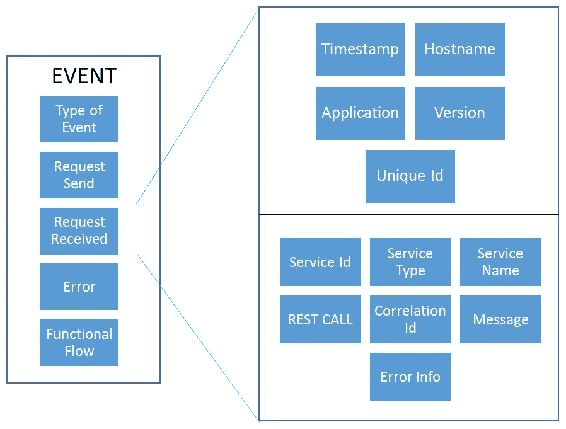 EVENT
Type of
Event
Request
Send
Request
Received
Error
Functional
Flow
Timestamp
Hostname
Application
Version
Unique Id
Service Id
Service
Type
Service
Name
REST CALL
Correlation
Id
Message
Error Info